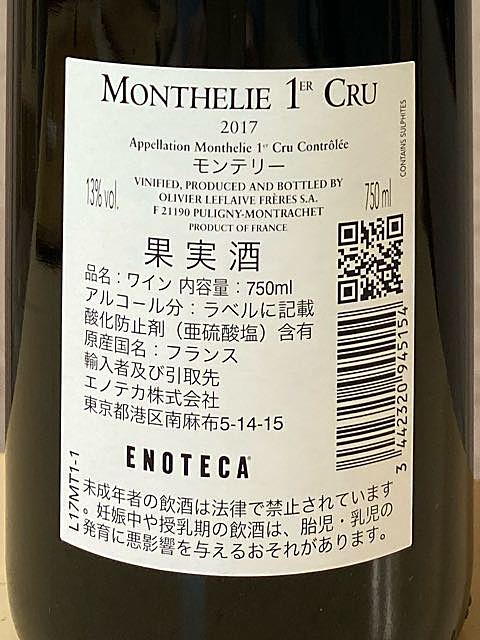 MONTHELIE 1ER CRU
2017
Appellation Monthelie 1er Cru Contrôlée
モンテリー
VINIFIED, PRODUCED AND BOTTLED BY
OLIVIER LEFLAIVE FRÈRES S.A.
F 21190 PULIGNY-MONTRACHET
PRODUCT OF FRANCE
13% vol.
750 ml
CONTAINS SULPHITES
果実酒
品名：ワイン 内容量：750ml
アルコール分：ラベルに記載
酸化防止剤（亜硫酸塩）含有
原産国名：フランス
輸入者及び引取先
エノテカ株式会社
東京都港区南麻布5-14-15
3 442320 945154
ENOTECA
L17MT1-1
未成年者の飲酒は法律で禁止されています
。妊娠中や授乳期の飲酒は、胎児・乳児の
発育に悪影響を与えるおそれがあります。